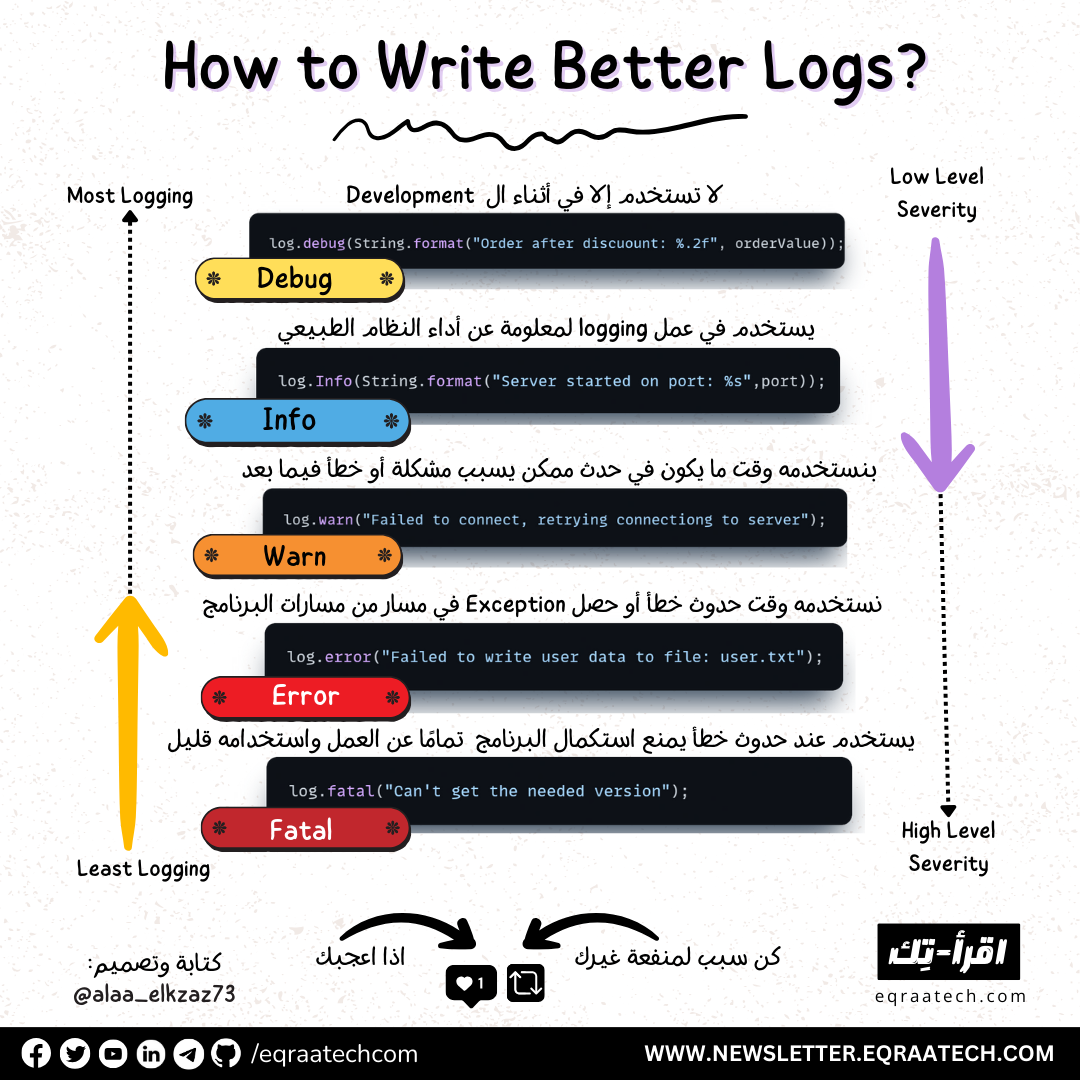 How to Write Better Logs?
Most Logging
Low Level
Severity
لا تستخدم إلا في أثناء ال Development
log.debug(String.format("Order after discuount: %.2f", orderValue));
Debug
يستخدم في عمل logging لمعلومة عن أداء النظام الطبيعي
log.Info(String.format("Server started on port: %s",port));
Info
بنستخدمه وقت ما يكون في حدث ممكن يسبب مشكلة أو خطأ فيما بعد
log.warn("Failed to connect, retrying connectiong to server");
Warn
نستخدمه وقت حدوث خطأ أو حصل Exception في مسار من مسارات البرنامج
log.error("Failed to write user data to file: user.txt");
Error
يستخدم عند حدوث خطأ يمنع استكمال البرنامج تمامًا عن العمل واستخدامه قليل
log.fatal("Can't get the needed version");
Fatal
Least Logging
High Level
Severity
كتابة وتصميم:
@alaa_elkzaz73
اذا اعجبك
1
كن سبب لمنفعة غيرك
اقرأ-تِك
eqraatech.com
/eqraatechcom
WWW.NEWSLETTER.EQRAATECH.COM